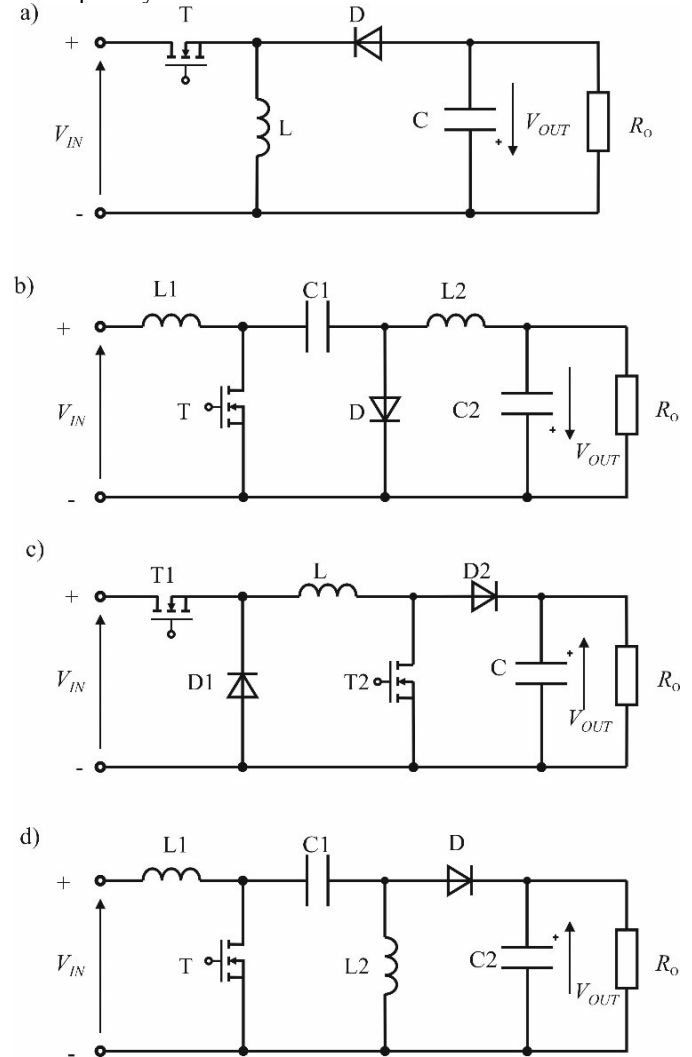 a)
T
D
+
V_IN
L
C
+
V_OUT
R_o
-
b)
L1
C1
L2
+
V_IN
T
D
C2
+
V_OUT
R_o
-
c)
T1
L
D2
+
V_IN
D1
T2
C
+
V_OUT
R_o
-
d)
L1
C1
D
+
V_IN
T
L2
C2
+
V_OUT
R_o
-